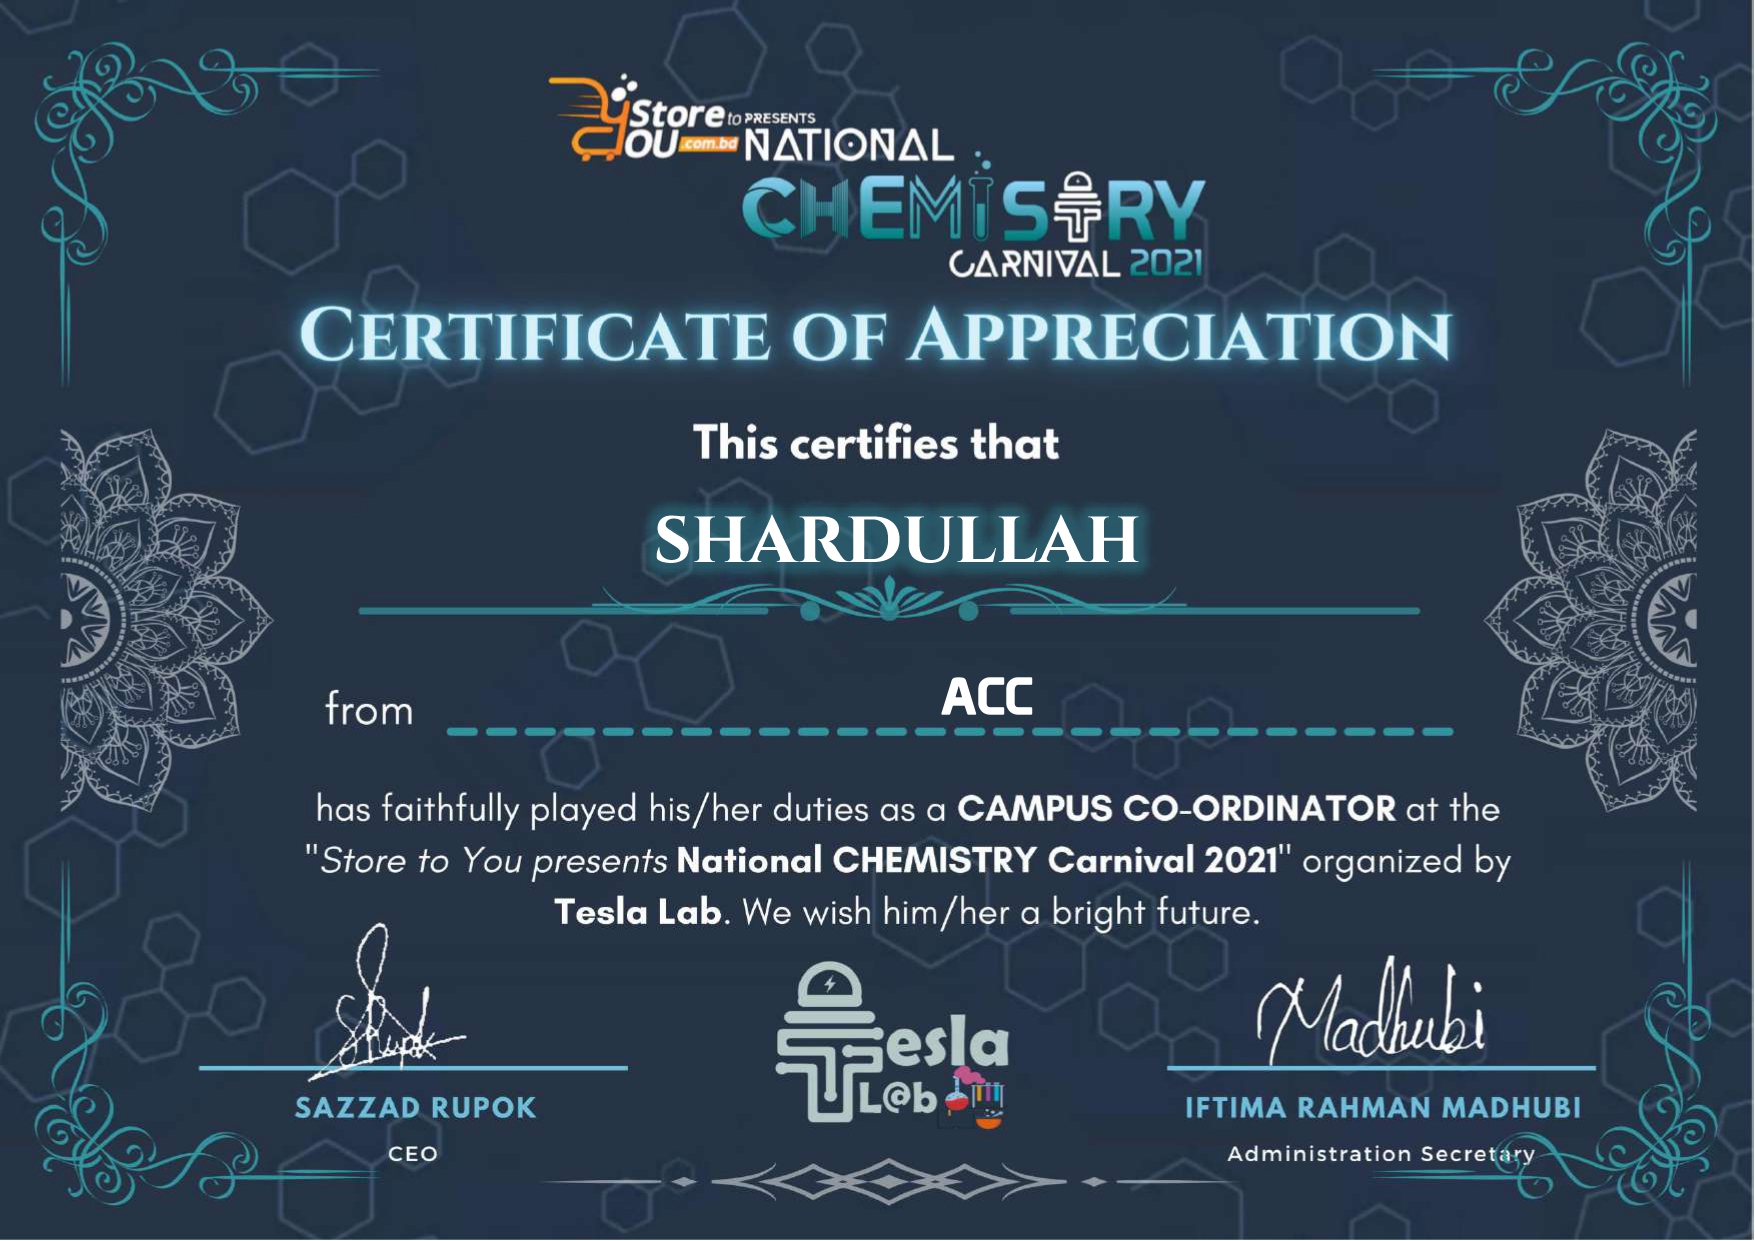 Store to PRESENTS
YOU .com.bd NATIONAL
CHEMISTRY
CARNIVAL 2021
CERTIFICATE OF APPRECIATION
This certifies that
SHARDULLAH
from ACC
has faithfully played his/her duties as a CAMPUS CO-ORDINATOR at the
"Store to You presents National CHEMISTRY Carnival 2021" organized by
Tesla Lab. We wish him/her a bright future.
Rupok
Madhubi
Tesla
L@b
SAZZAD RUPOK
CEO
IFTIMA RAHMAN MADHUBI
Administration Secretary